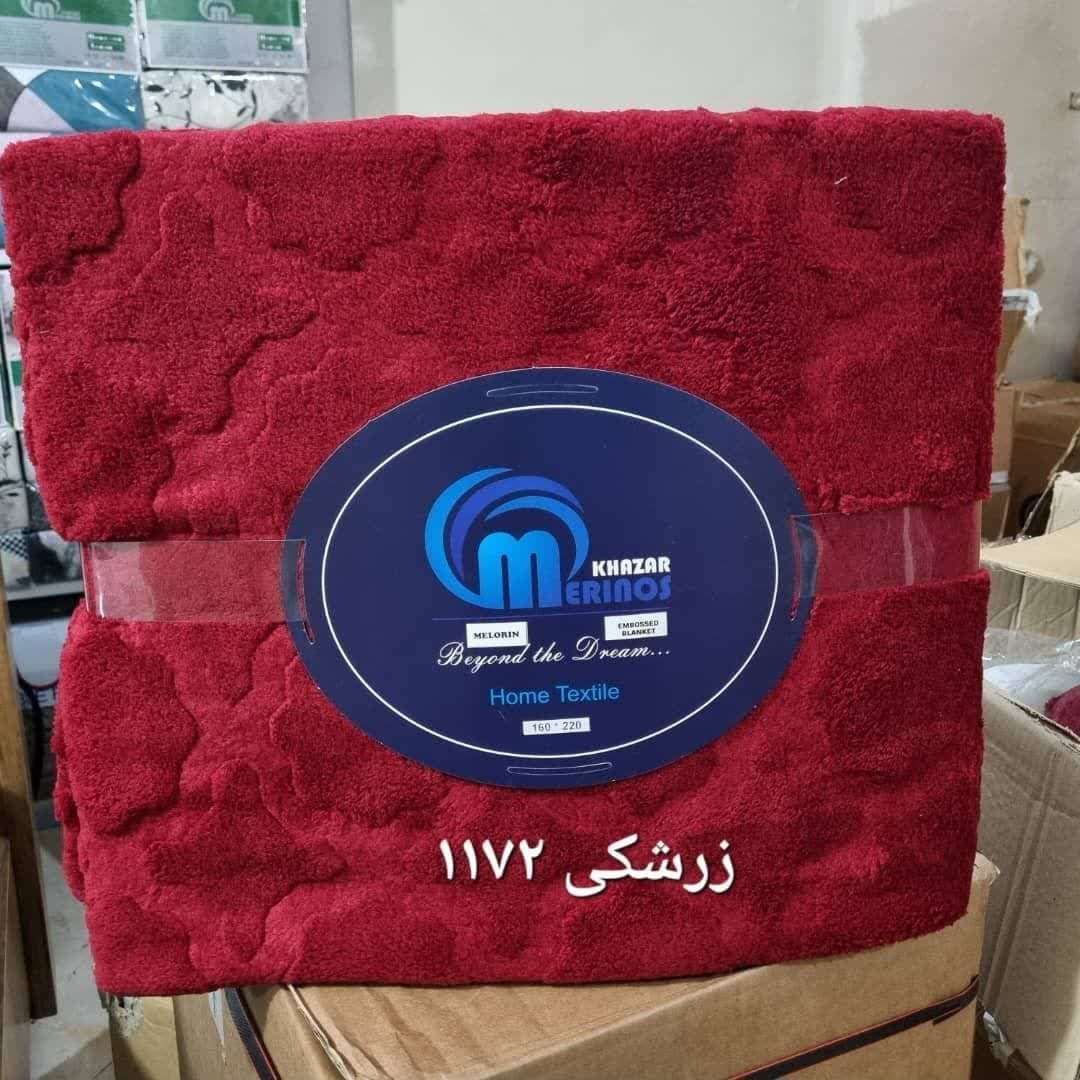 KHAZAR
MERINOS
MELORIN
EMBOSSED
BLANKET
Beyond the Dream...
Home Textile
160 * 220
زرشکی ۱۱۷۲